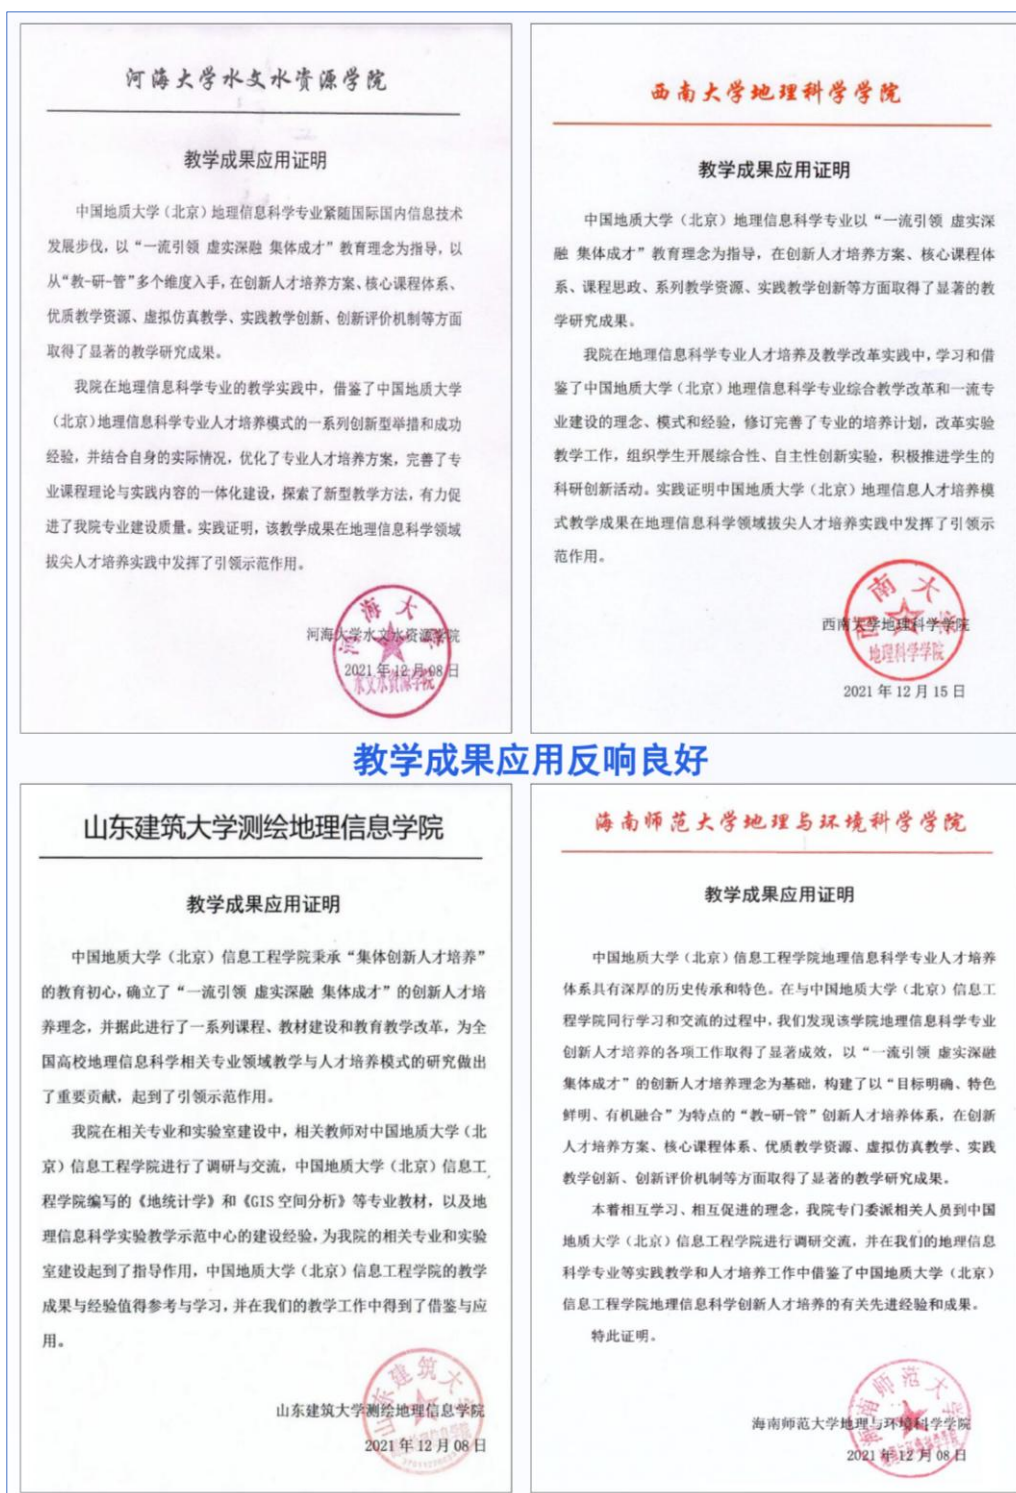 河海大学水文水资源学院
教学成果应用证明
中国地质大学（北京）地理信息科学专业紧随国际国内信息技术
发展步伐，以“一流引领 虚实深融 集体成才”教育理念为指导，以
从“教-研-管”多个维度入手，在创新人才培养方案、核心课程体系、
优质教学资源、虚拟仿真教学、实践教学创新、创新评价机制等方面
取得了显著的教学研究成果。
我院在地理信息科学专业的教学实践中，借鉴了中国地质大学
（北京）地理信息科学专业人才培养模式的一系列创新型举措和成功
经验，并结合自身的实际情况，优化了专业人才培养方案，完善了专
业课程理论与实践内容的一体化建设，探索了新型教学方法，有力促
进了我院专业建设质量。实践证明，该教学成果在地理信息科学领域
拔尖人才培养实践中发挥了引领示范作用。
河海大学水文水资源学院
2021 年 12 月 08 日
河海大学
水文水资源学院
西南大学地理科学学院
教学成果应用证明
中国地质大学（北京）地理信息科学专业以“一流引领 虚实深
融 集体成才”教育理念为指导，在创新人才培养方案、核心课程体
系、课程思政、系列教学资源、实践教学创新等方面取得了显著的教
学研究成果。
我院在地理信息科学专业人才培养及教学改革实践中，学习和借
鉴了中国地质大学（北京）地理信息科学专业综合教学改革和一流专
业建设的理念、模式和经验，修订完善了专业的培养计划，改革实验
教学工作，组织学生开展综合性、自主性创新实验，积极推进学生的
科研创新活动。实践证明中国地质大学（北京）地理信息人才培养模
式教学成果在地理信息科学领域拔尖人才培养实践中发挥了引领示
范作用。
西南大学地理科学学院
2021 年 12 月 15 日
西南大学
地理科学学院
教学成果应用反响良好
山东建筑大学测绘地理信息学院
教学成果应用证明
中国地质大学（北京）信息工程学院秉承“集体创新人才培养”
的教育初心，确立了“一流引领 虚实深融 集体成才”的创新人才培
养理念，并据此进行了一系列课程、教材建设和教育教学改革，为全
国高校地理信息科学相关专业领域教学与人才培养模式的研究做出
了重要贡献，起到了引领示范作用。
我院在相关专业和实验室建设中，相关教师对中国地质大学（北
京）信息工程学院进行了调研与交流，中国地质大学（北京）信息工
程学院编写的《地统计学》和《GIS 空间分析》等专业教材，以及地
理信息科学实验教学示范中心的建设经验，为我院的相关专业和实验
室建设起到了指导作用，中国地质大学（北京）信息工程学院的教学
成果与经验值得参考与学习，并在我们的教学工作中得到了借鉴与应
用。
山东建筑大学测绘地理信息学院
2021 年 12 月 08 日
山东建筑大学
海南师范大学地理与环境科学学院
教学成果应用证明
中国地质大学（北京）信息工程学院地理信息科学专业人才培养
体系具有深厚的历史传承和特色。在与中国地质大学（北京）信息工
程学院同行学习和交流的过程中，我们发现该学院地理信息科学专业
创新人才培养的各项工作取得了显著成效，以“一流引领 虚实深融
集体成才”的创新人才培养理念为基础，构建了以“目标明确、特色
鲜明、有机融合”为特点的“教-研-管”创新人才培养体系，在创新
人才培养方案、核心课程体系、优质教学资源、虚拟仿真教学、实践
教学创新、创新评价机制等方面取得了显著的教学研究成果。
本着相互学习、相互促进的理念，我院专门委派相关人员到中国
地质大学（北京）信息工程学院进行调研交流，并在我们的地理信息
科学专业等实践教学和人才培养工作中借鉴了中国地质大学（北京）
信息工程学院地理信息科学创新人才培养的有关先进经验和成果。
特此证明。
海南师范大学地理与环境科学学院
2021 年 12 月 08 日
海南师范大学